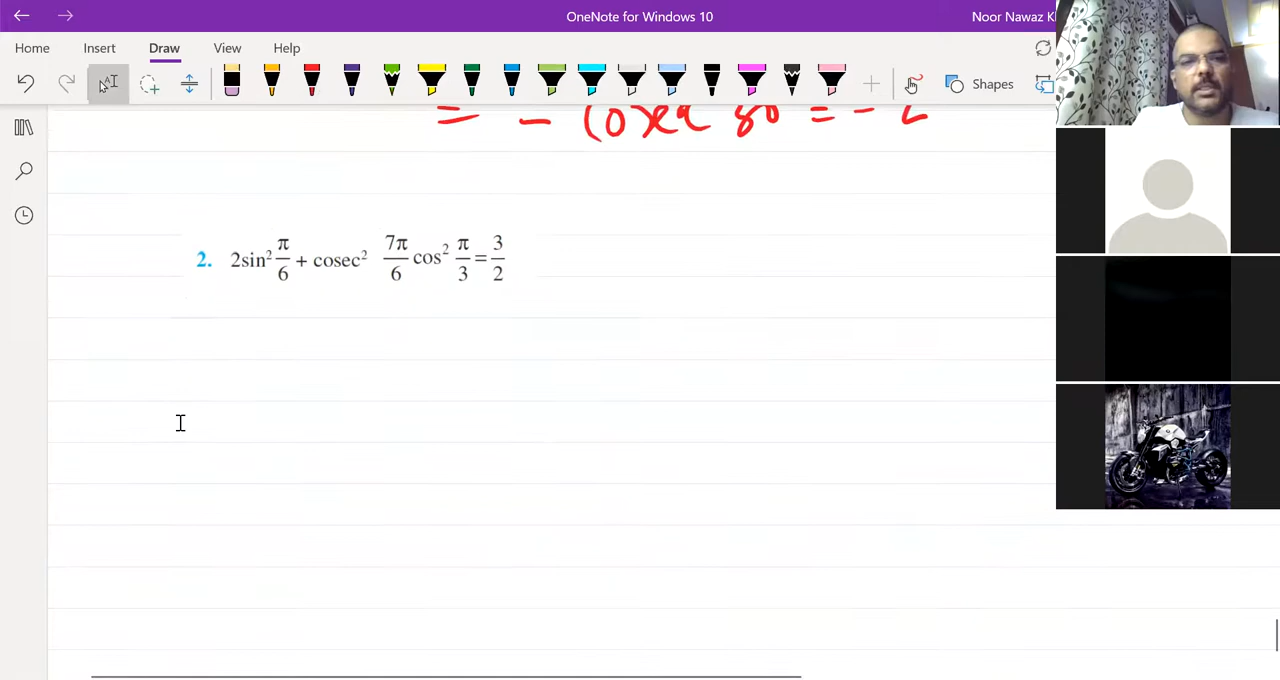 OneNote for Windows 10
Noor Nawaz K
Home Insert Draw View Help
Shapes
= - cosec 30 = - 2
2. 2sin² π/6 + cosec² 7π/6 cos² π/3 = 3/2